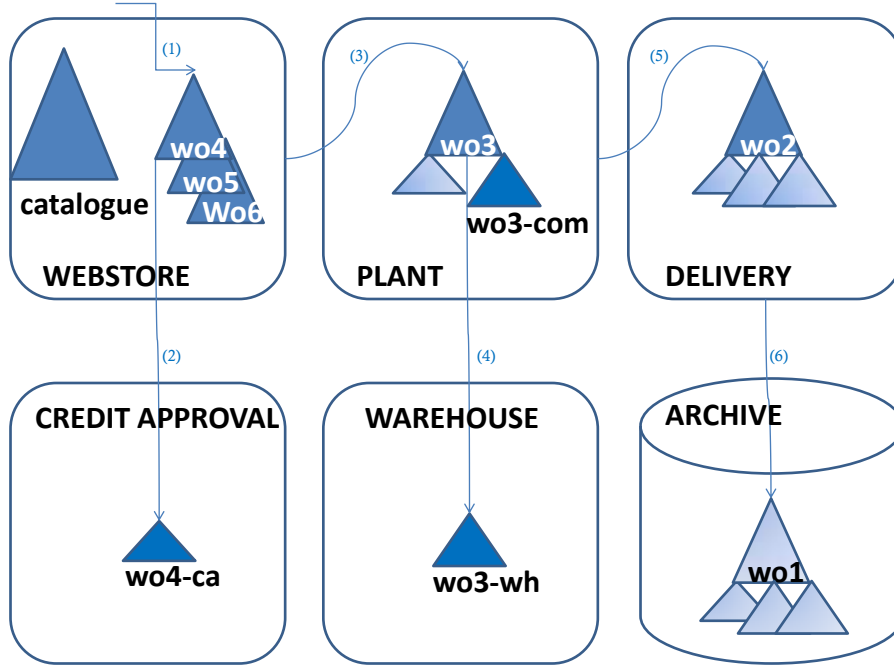 (1)
(3)
(5)
wo4
wo5
Wo6
catalogue
WEBSTORE
wo3
wo3-com
PLANT
wo2
DELIVERY
(2)
(4)
(6)
CREDIT APPROVAL
wo4-ca
WAREHOUSE
wo3-wh
ARCHIVE
wo1